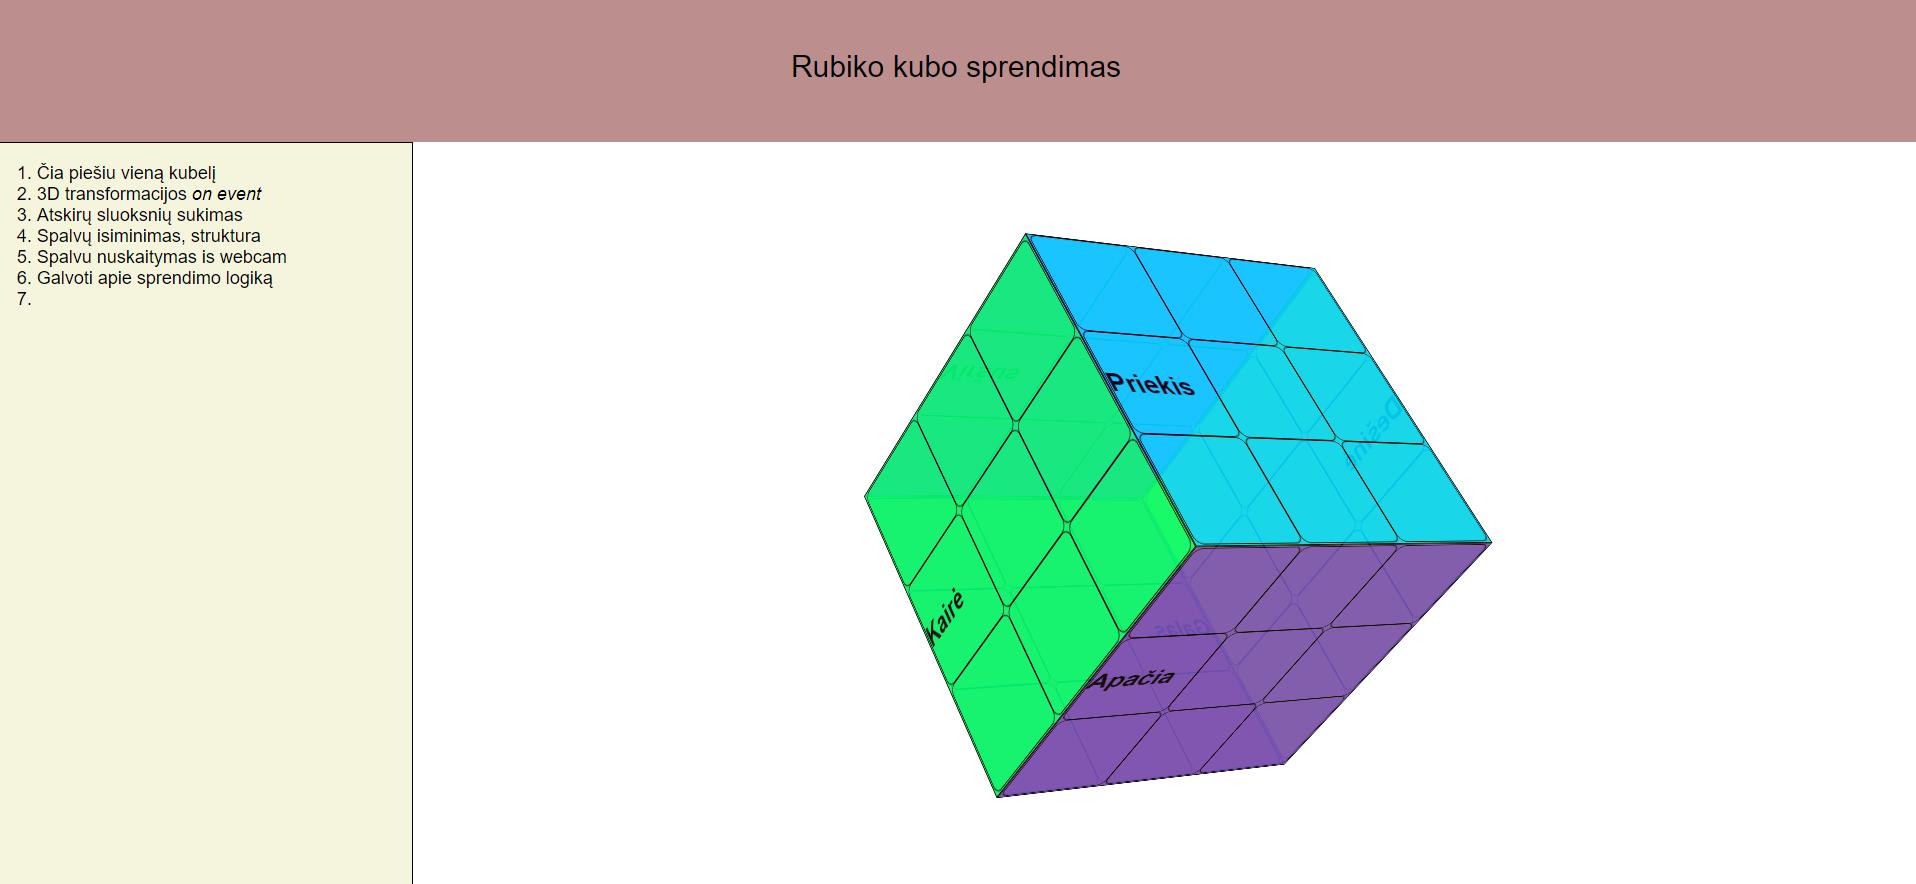 Rubiko kubo sprendimas
1. Čia piešiu vieną kubelį
2. 3D transformacijos on event
3. Atskirų sluoksnių sukimas
4. Spalvų isiminimas, struktura
5. Spalvu nuskaitymas is webcam
6. Galvoti apie sprendimo logiką
7.
Priekis
Dešinė
Kairė
Galas
Apačia